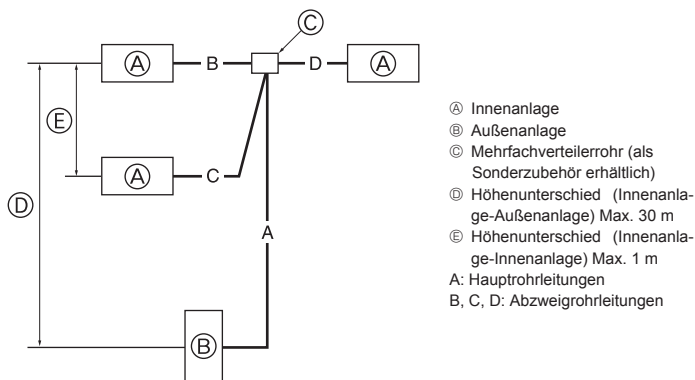 Ⓒ
Ⓐ B D Ⓐ
Ⓔ
Ⓐ C
Ⓓ
A
Ⓑ
Ⓐ Innenanlage
Ⓑ Außenanlage
Ⓒ Mehrfachverteilerrohr (als
Sonderzubehör erhältlich)
Ⓓ Höhenunterschied (Innenanla-
ge-Außenanlage) Max. 30 m
Ⓔ Höhenunterschied (Innenanla-
ge-Innenanlage) Max. 1 m
A: Hauptrohrleitungen
B, C, D: Abzweigrohrleitungen